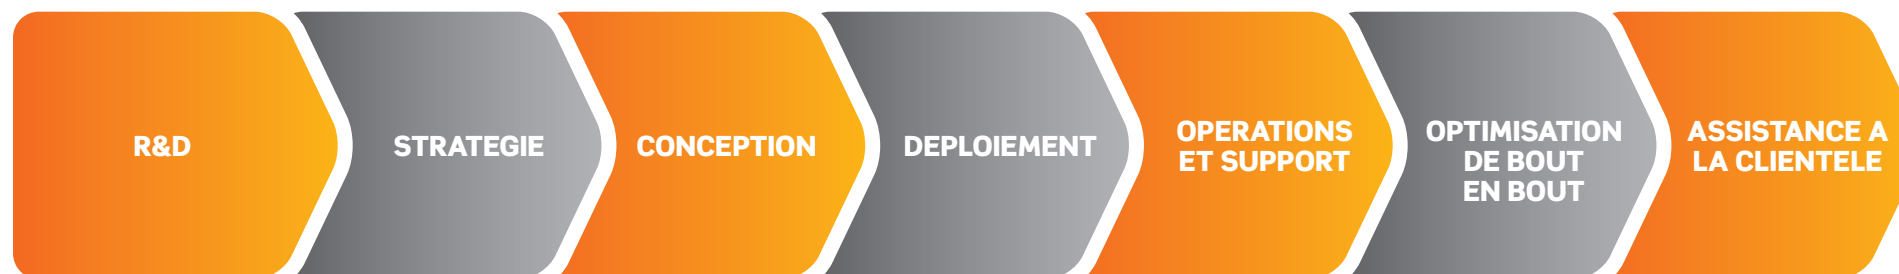 R&D
STRATEGIE
CONCEPTION
DEPLOIEMENT
OPERATIONS
ET SUPPORT
OPTIMISATION
DE BOUT
EN BOUT
ASSISTANCE A
LA CLIENTELE